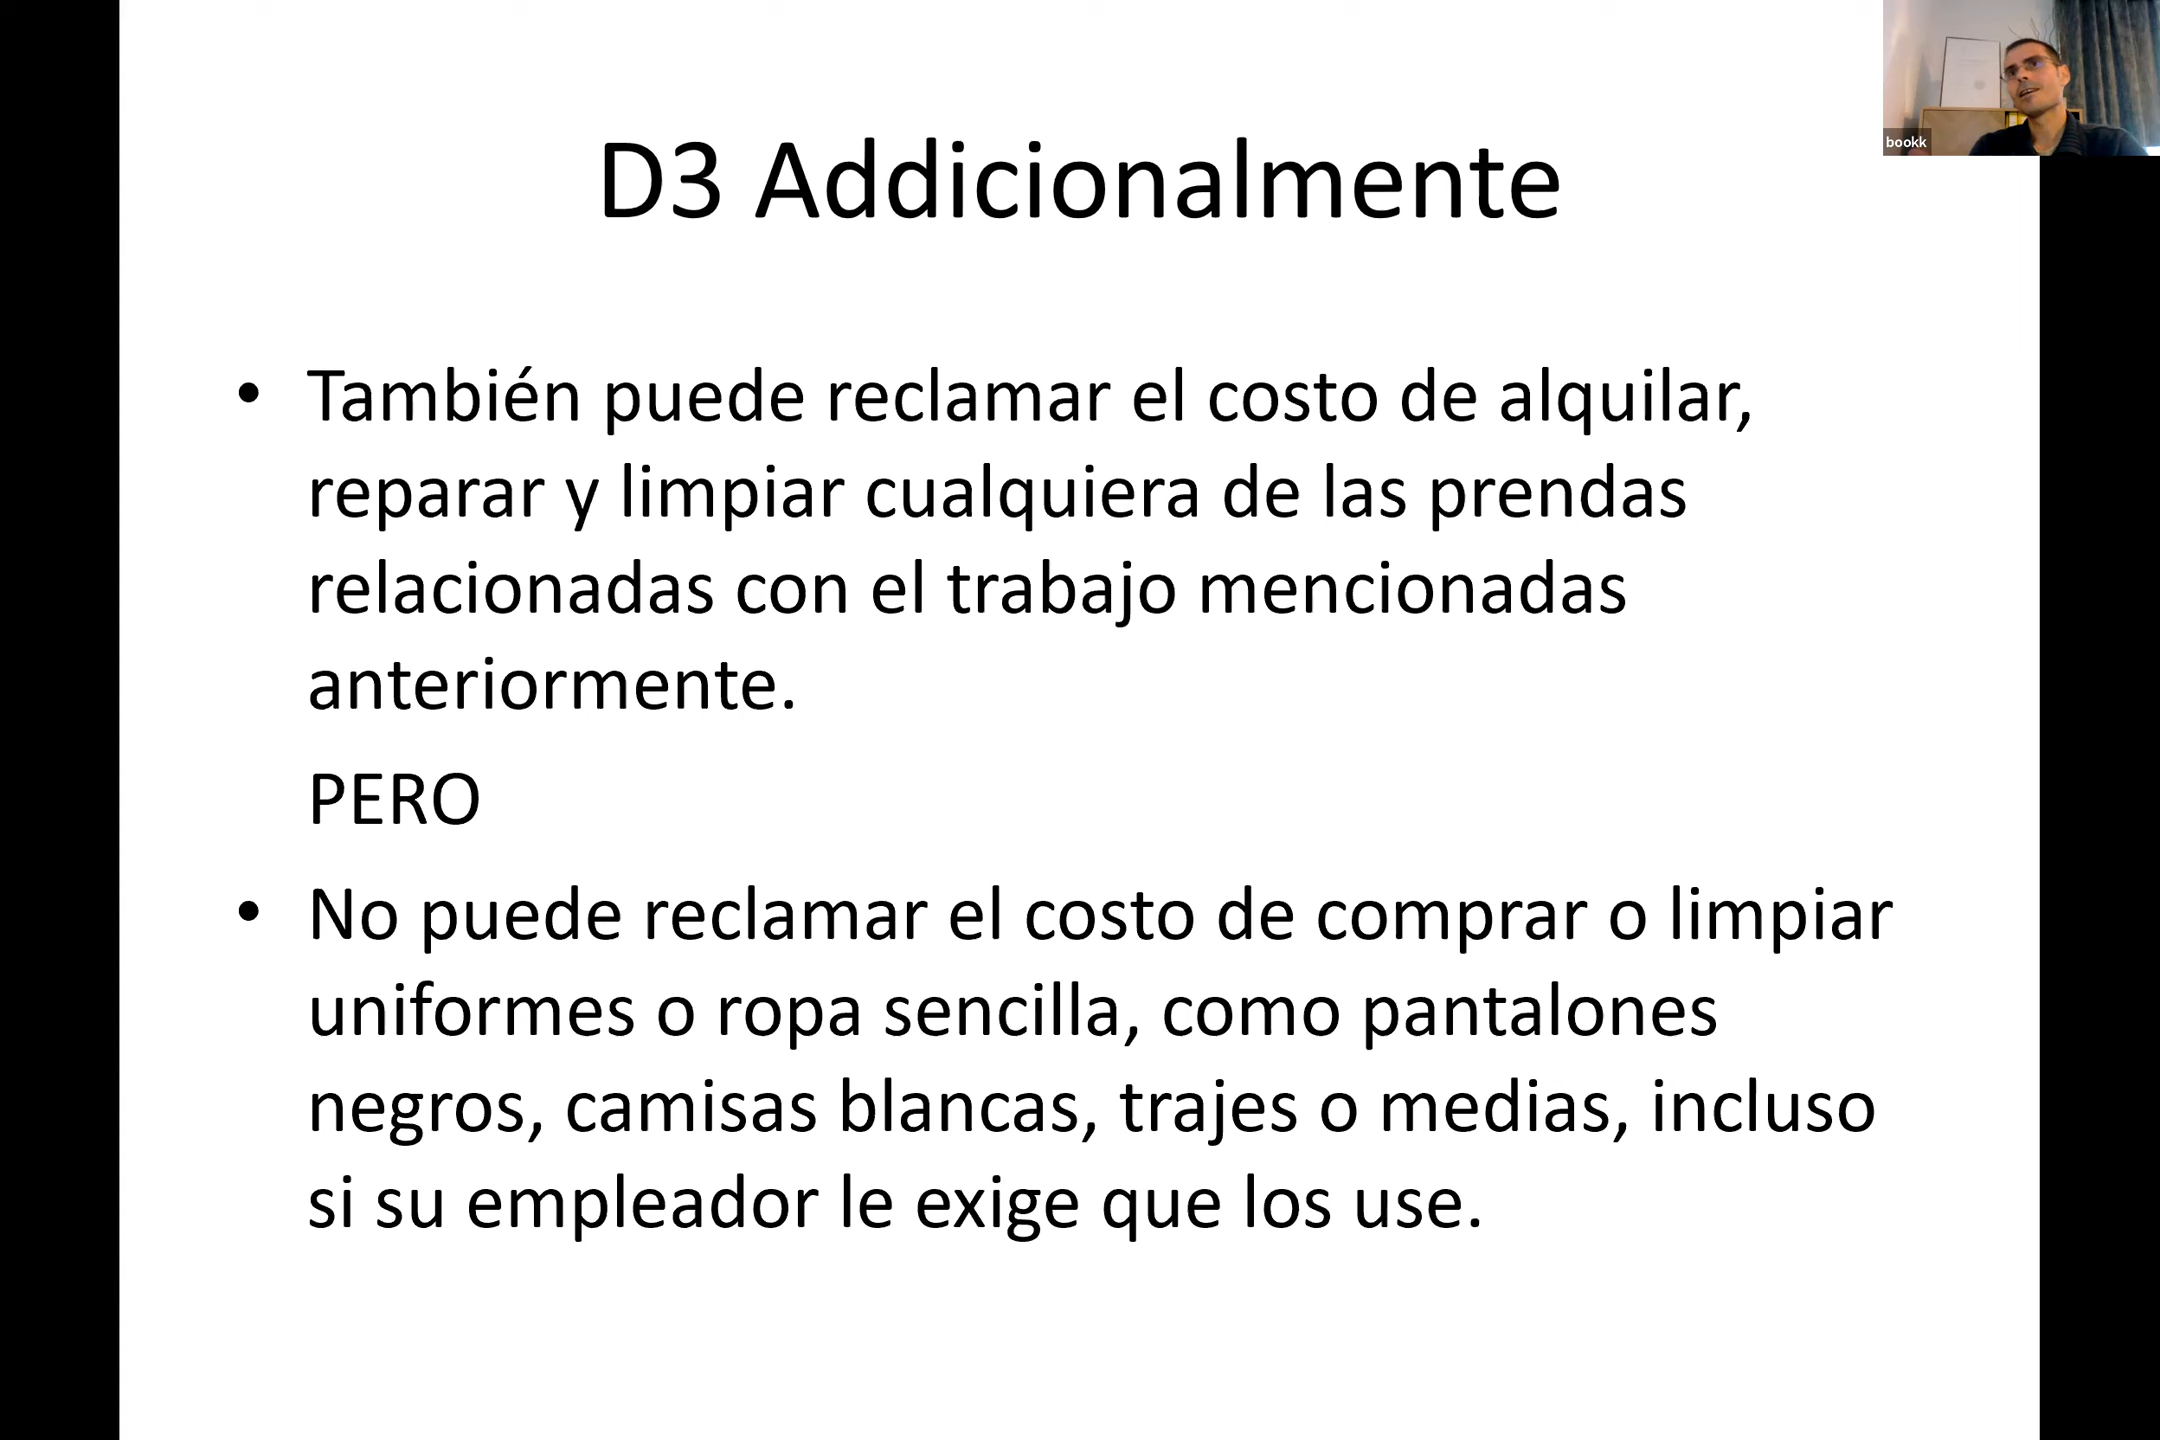 D3 Addicionalmente
• También puede reclamar el costo de alquilar,
reparar y limpiar cualquiera de las prendas
relacionadas con el trabajo mencionadas
anteriormente.
PERO
• No puede reclamar el costo de comprar o limpiar
uniformes o ropa sencilla, como pantalones
negros, camisas blancas, trajes o medias, incluso
si su empleador le exige que los use.
bookk